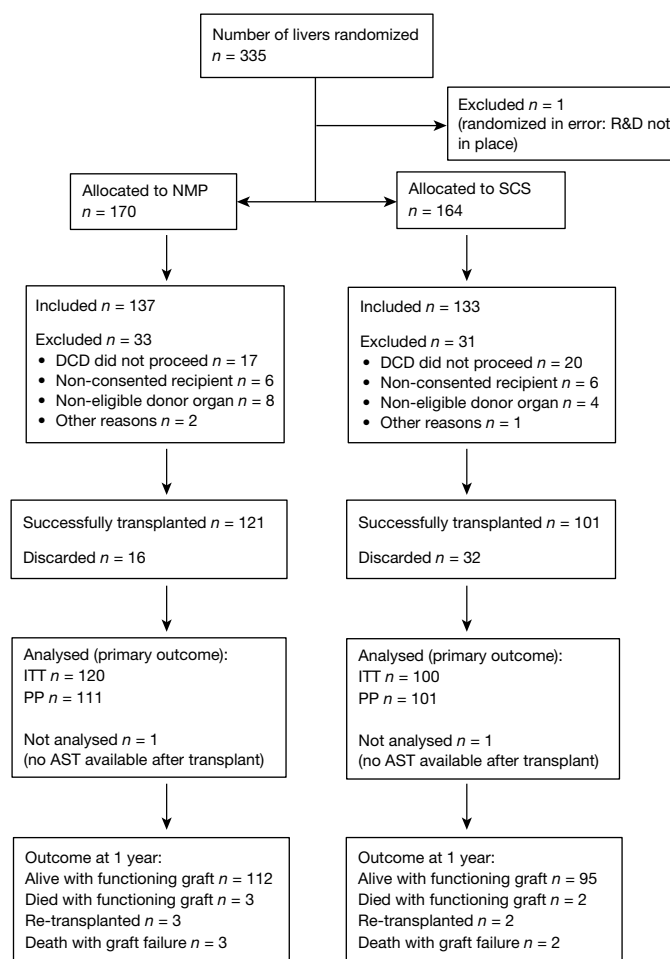 Number of livers randomized
n = 335
Excluded n = 1
(randomized in error: R&D not
in place)
Allocated to NMP
n = 170
Allocated to SCS
n = 164
Included n = 137
Excluded n = 33
• DCD did not proceed n = 17
• Non-consented recipient n = 6
• Non-eligible donor organ n = 8
• Other reasons n = 2
Included n = 133
Excluded n = 31
• DCD did not proceed n = 20
• Non-consented recipient n = 6
• Non-eligible donor organ n = 4
• Other reasons n = 1
Successfully transplanted n = 121
Discarded n = 16
Successfully transplanted n = 101
Discarded n = 32
Analysed (primary outcome):
ITT n = 120
PP n = 111
Not analysed n = 1
(no AST available after transplant)
Analysed (primary outcome):
ITT n = 100
PP n = 101
Not analysed n = 1
(no AST available after transplant)
Outcome at 1 year:
Alive with functioning graft n = 112
Died with functioning graft n = 3
Re-transplanted n = 3
Death with graft failure n = 3
Outcome at 1 year:
Alive with functioning graft n = 95
Died with functioning graft n = 2
Re-transplanted n = 2
Death with graft failure n = 2